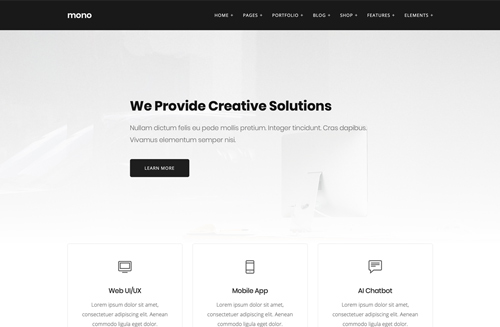 mono
HOME + PAGES + PORTFOLIO + BLOG + SHOP + FEATURES + ELEMENTS +
We Provide Creative Solutions
Nullam dictum felis eu pede mollis pretium. Integer tincidunt. Cras dapibus.
Vivamus elementum semper nisi.
LEARN MORE
Web UI/UX
Lorem ipsum dolor sit amet,
consectetuer adipiscing elit. Aenean
commodo ligula eget dolor.
Mobile App
Lorem ipsum dolor sit amet,
consectetuer adipiscing elit. Aenean
commodo ligula eget dolor.
AI Chatbot
Lorem ipsum dolor sit amet,
consectetuer adipiscing elit. Aenean
commodo ligula eget dolor.